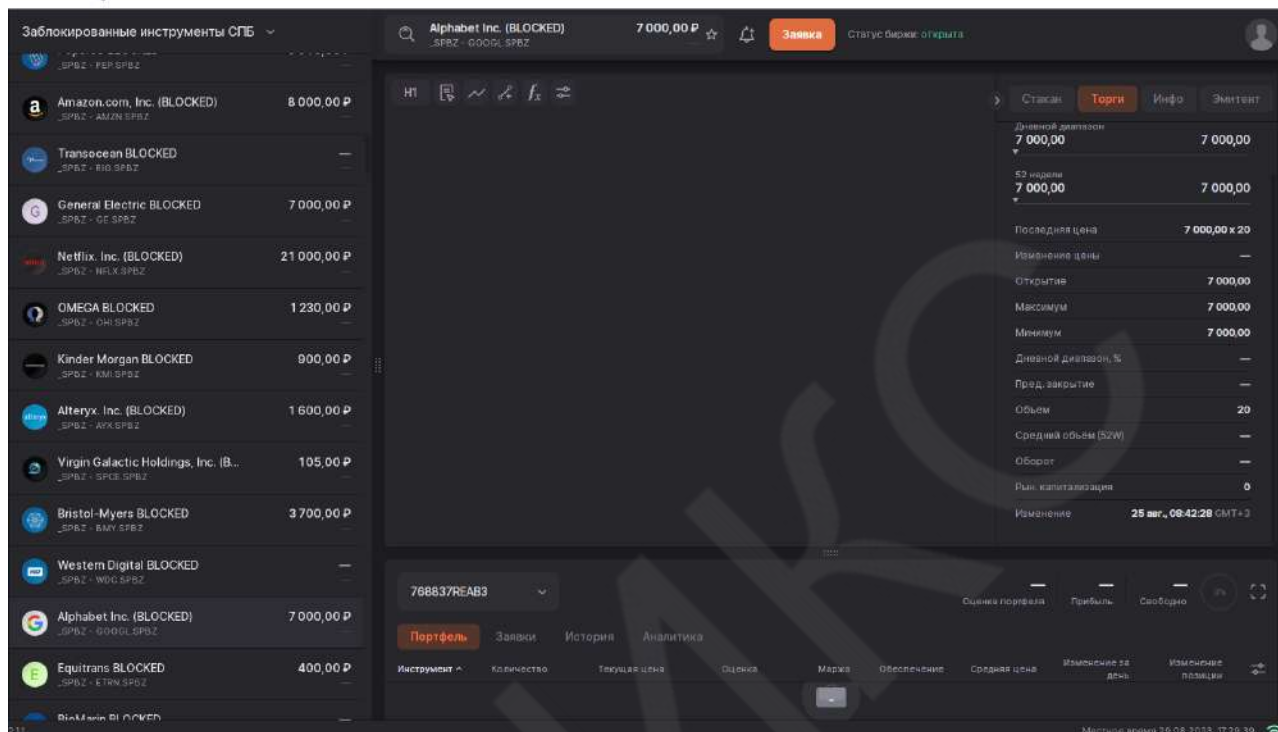 Заблокированные инструменты СПБ
_SPBZ - PEP.SPBZ
Amazon.com, Inc. (BLOCKED) 8 000,00 ₽
_SPBZ - AMZN.SPBZ
Transocean BLOCKED —
_SPBZ - RIG.SPBZ
General Electric BLOCKED 7 000,00 ₽
_SPBZ - GE.SPBZ
Netflix. Inc. (BLOCKED) 21 000,00 ₽
_SPBZ - NFLX.SPBZ
OMEGA BLOCKED 1 230,00 ₽
_SPBZ - OHI.SPBZ
Kinder Morgan BLOCKED 900,00 ₽
_SPBZ - KMI.SPBZ
Alteryx. Inc. (BLOCKED) 1 600,00 ₽
_SPBZ - AYX.SPBZ
Virgin Galactic Holdings, Inc. (B... 105,00 ₽
_SPBZ - SPCE.SPBZ
Bristol-Myers BLOCKED 3 700,00 ₽
_SPBZ - BMY.SPBZ
Western Digital BLOCKED —
_SPBZ - WDC.SPBZ
Alphabet Inc. (BLOCKED) 7 000,00 ₽
_SPBZ - GOOGL.SPBZ
Equitrans BLOCKED 400,00 ₽
_SPBZ - ETRN.SPBZ
BioMarin BLOCKED —
Alphabet Inc. (BLOCKED) 7 000,00 ₽
_SPBZ - GOOGL.SPBZ
Заявка
Статус биржи: открыта
H1
Стакан Торги Инфо Эмитент
Дневной диапазон
7 000,00 7 000,00
52 недели
7 000,00 7 000,00
Последняя цена 7 000,00 x 20
Изменение цены —
Открытие 7 000,00
Максимум 7 000,00
Минимум 7 000,00
Дневной диапазон, % —
Пред. закрытие —
Объем 20
Средний объем (52W) —
Оборот —
Рын. капитализация 0
Изменение 25 авг., 08:42:28 GMT+3
768837REAB3
Оценка портфеля Прибыль Свободно
Портфель Заявки История Аналитика
Инструмент Количество Текущая цена Оценка Маржа Обеспечение Средняя цена Изменение за день Изменение позиции
Местное время 29.08.2023, 17:29:39